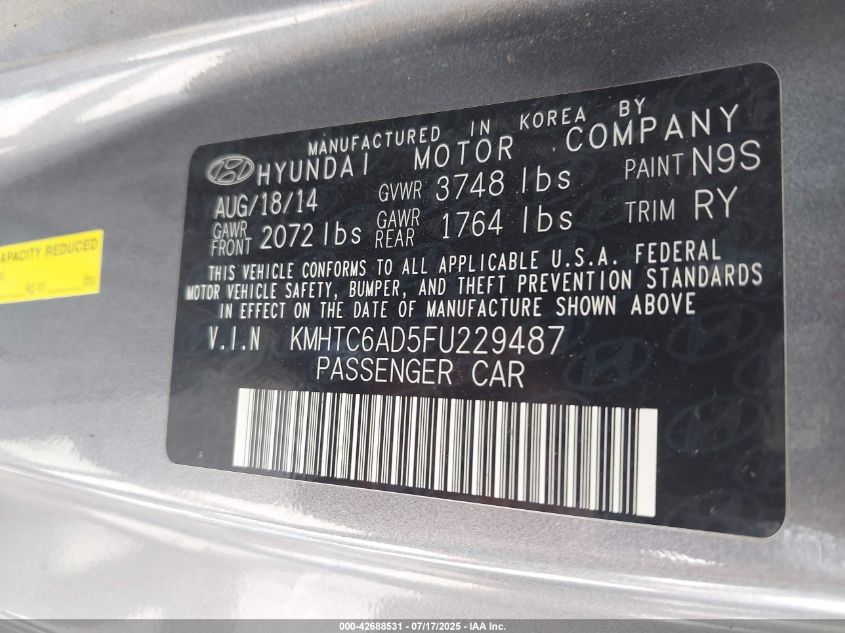 MANUFACTURED IN KOREA BY
HYUNDAI MOTOR COMPANY
AUG/18/14 GVWR 3748 lbs PAINT N9S
GAWR FRONT 2072 lbs GAWR REAR 1764 lbs TRIM RY
THIS VEHICLE CONFORMS TO ALL APPLICABLE U.S.A. FEDERAL
MOTOR VEHICLE SAFETY, BUMPER, AND THEFT PREVENTION STANDARDS
IN EFFECT ON THE DATE OF MANUFACTURE SHOWN ABOVE
V.I.N KMHTC6AD5FU229487
PASSENGER CAR
CAPACITY REDUCED
kg or lbs
000-42688531 - 07/17/2025 - IAA Inc.